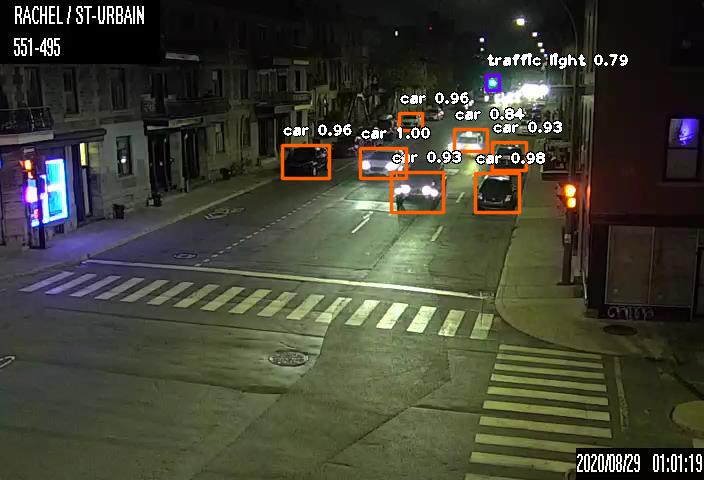 RACHEL / ST-URBAIN
551-495
traffic light 0.79
car 0.96
car 0.84
car 0.96
car 1.00
car 0.93
car 0.93
car 0.98
2020/08/29 01:01:19